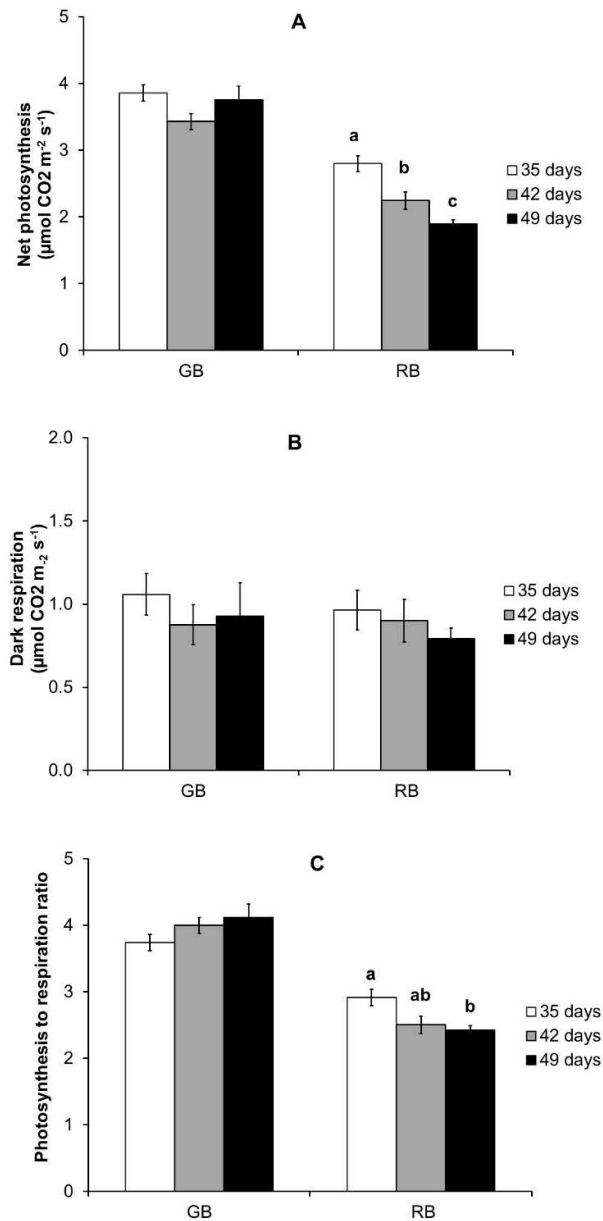 A
5
4
3
2
1
0
Net photosynthesis
(µmol CO2 m-2 s-1)
a
b
c
35 days
42 days
49 days
GB
RB
B
2.0
1.5
1.0
0.5
0.0
Dark respiration
(µmol CO2 m-2 s-1)
35 days
42 days
49 days
GB
RB
C
5
4
3
2
1
0
Photosynthesis to respiration ratio
a
ab
b
35 days
42 days
49 days
GB
RB